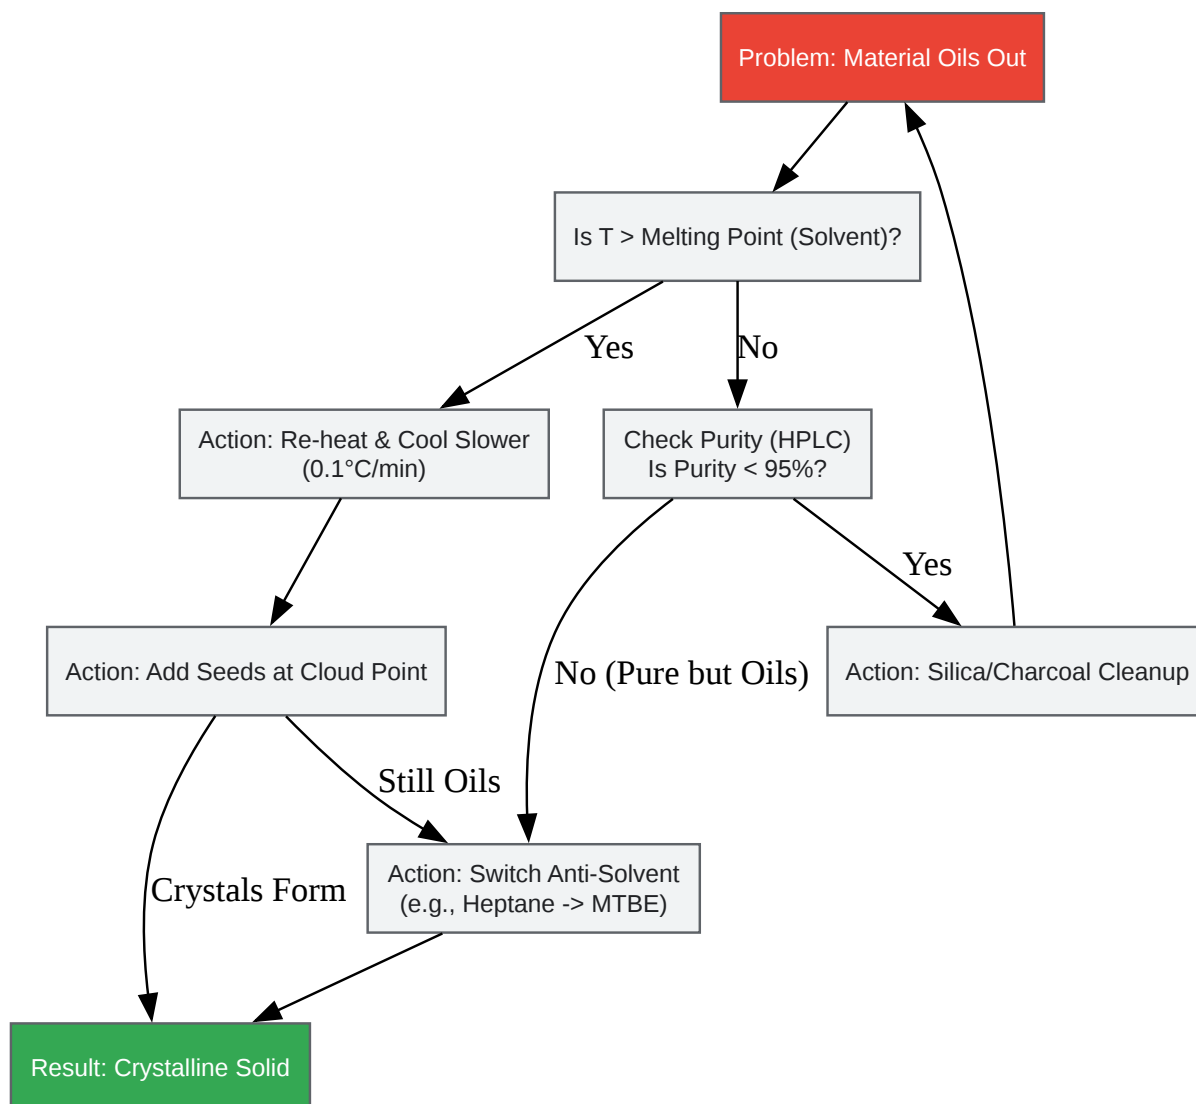 Problem: Material Oils Out
Is T > Melting Point (Solvent)?
Yes
No
Action: Re-heat & Cool Slower
(0.1°C/min)
Check Purity (HPLC)
Is Purity < 95%?
Yes
Action: Add Seeds at Cloud Point
No (Pure but Oils)
Action: Silica/Charcoal Cleanup
Still Oils
Crystals Form
Action: Switch Anti-Solvent
(e.g., Heptane -> MTBE)
Result: Crystalline Solid